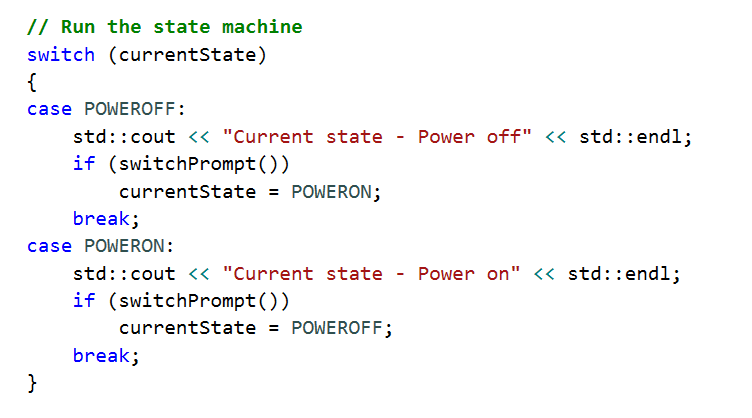 // Run the state machine
switch (currentState)
{
case POWEROFF:
    std::cout << "Current state - Power off" << std::endl;
    if (switchPrompt())
        currentState = POWERON;
    break;
case POWERON:
    std::cout << "Current state - Power on" << std::endl;
    if (switchPrompt())
        currentState = POWEROFF;
    break;
}